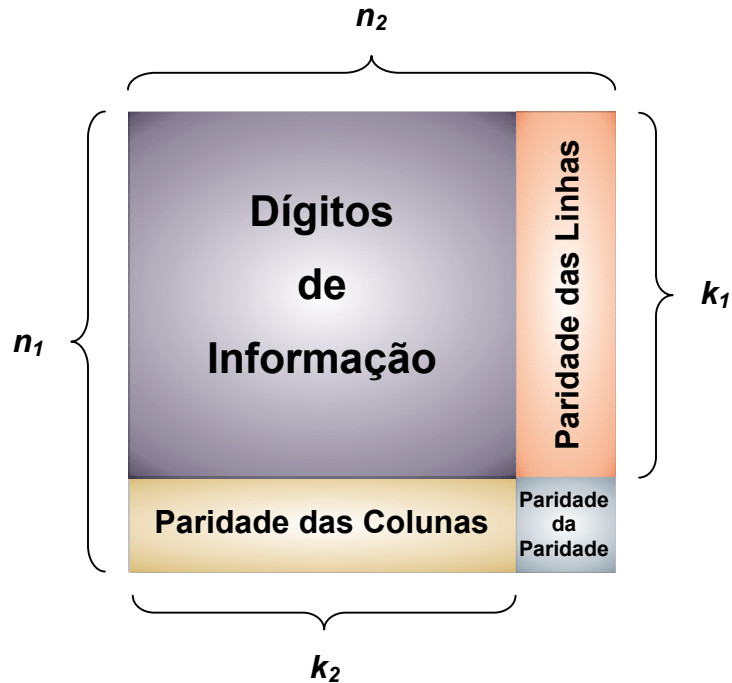 n2
Dígitos
de
Informação
Paridade das Linhas
n1
k1
Paridade das Colunas
Paridade
da
Paridade
k2